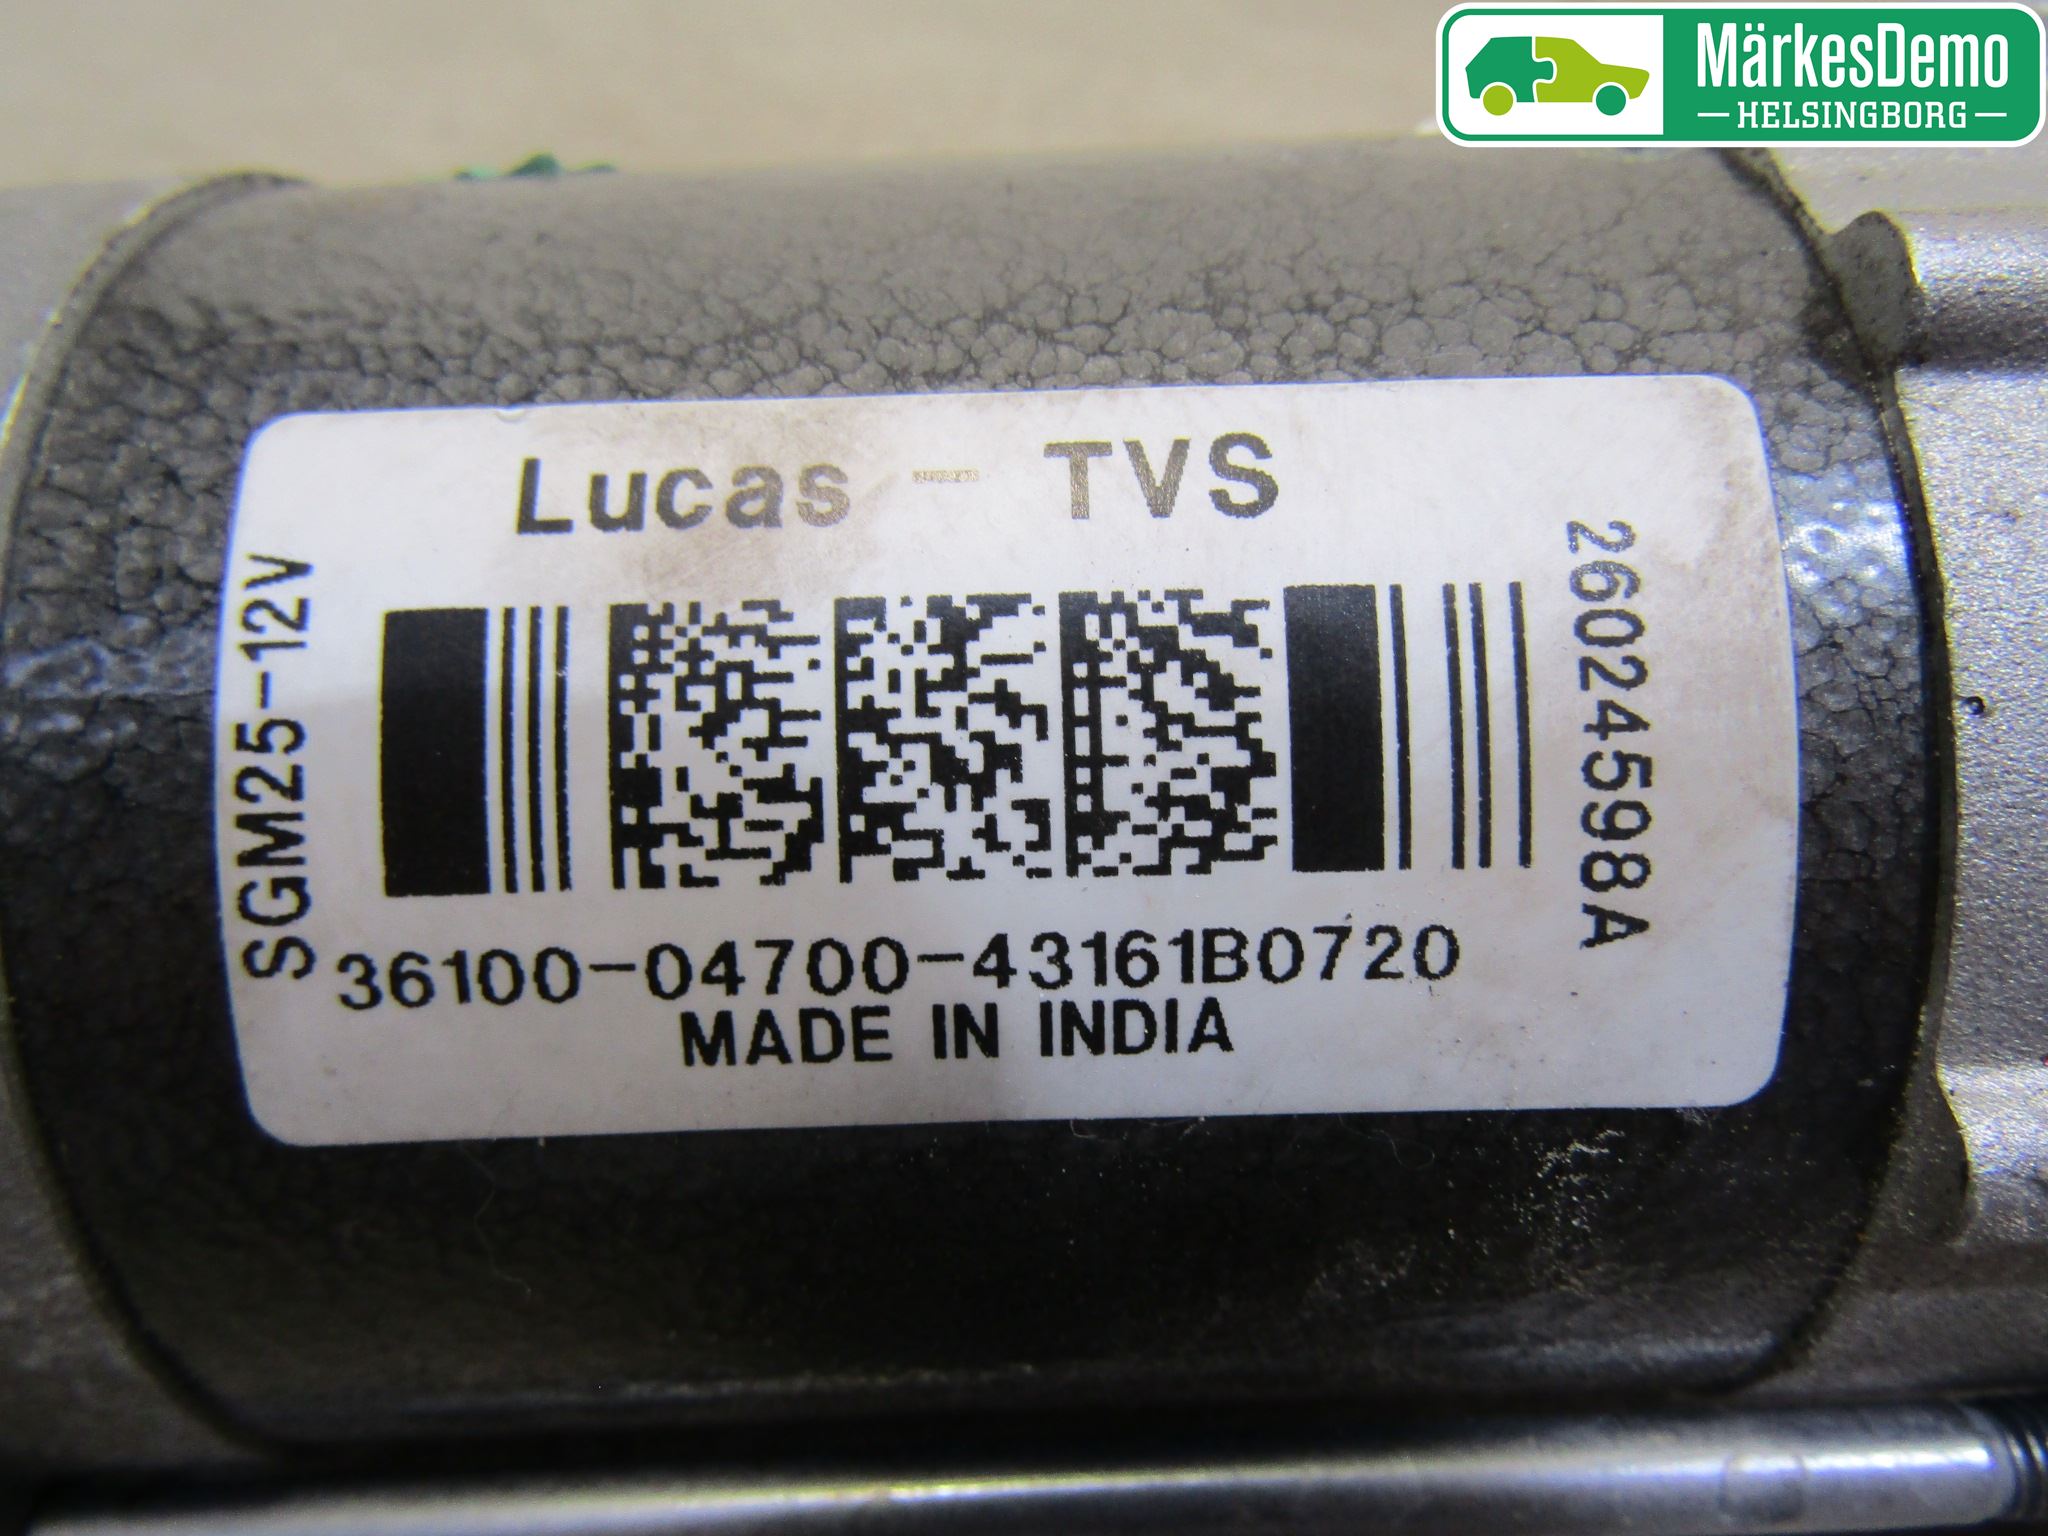 MärkesDemo
HELSINGBORG
Lucas - TVS
SGM25-12V
26024598A
36100-04700-43161B0720
MADE IN INDIA